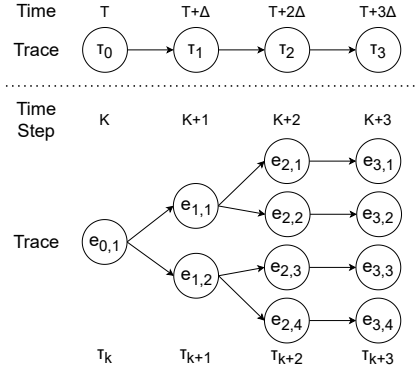 Time T T+Δ T+2Δ T+3Δ
Trace τ0 τ1 τ2 τ3
Time Step K K+1 K+2 K+3
e2,1 e3,1
e1,1
e2,2 e3,2
Trace e0,1
e2,3 e3,3
e1,2
e2,4 e3,4
τk τk+1 τk+2 τk+3